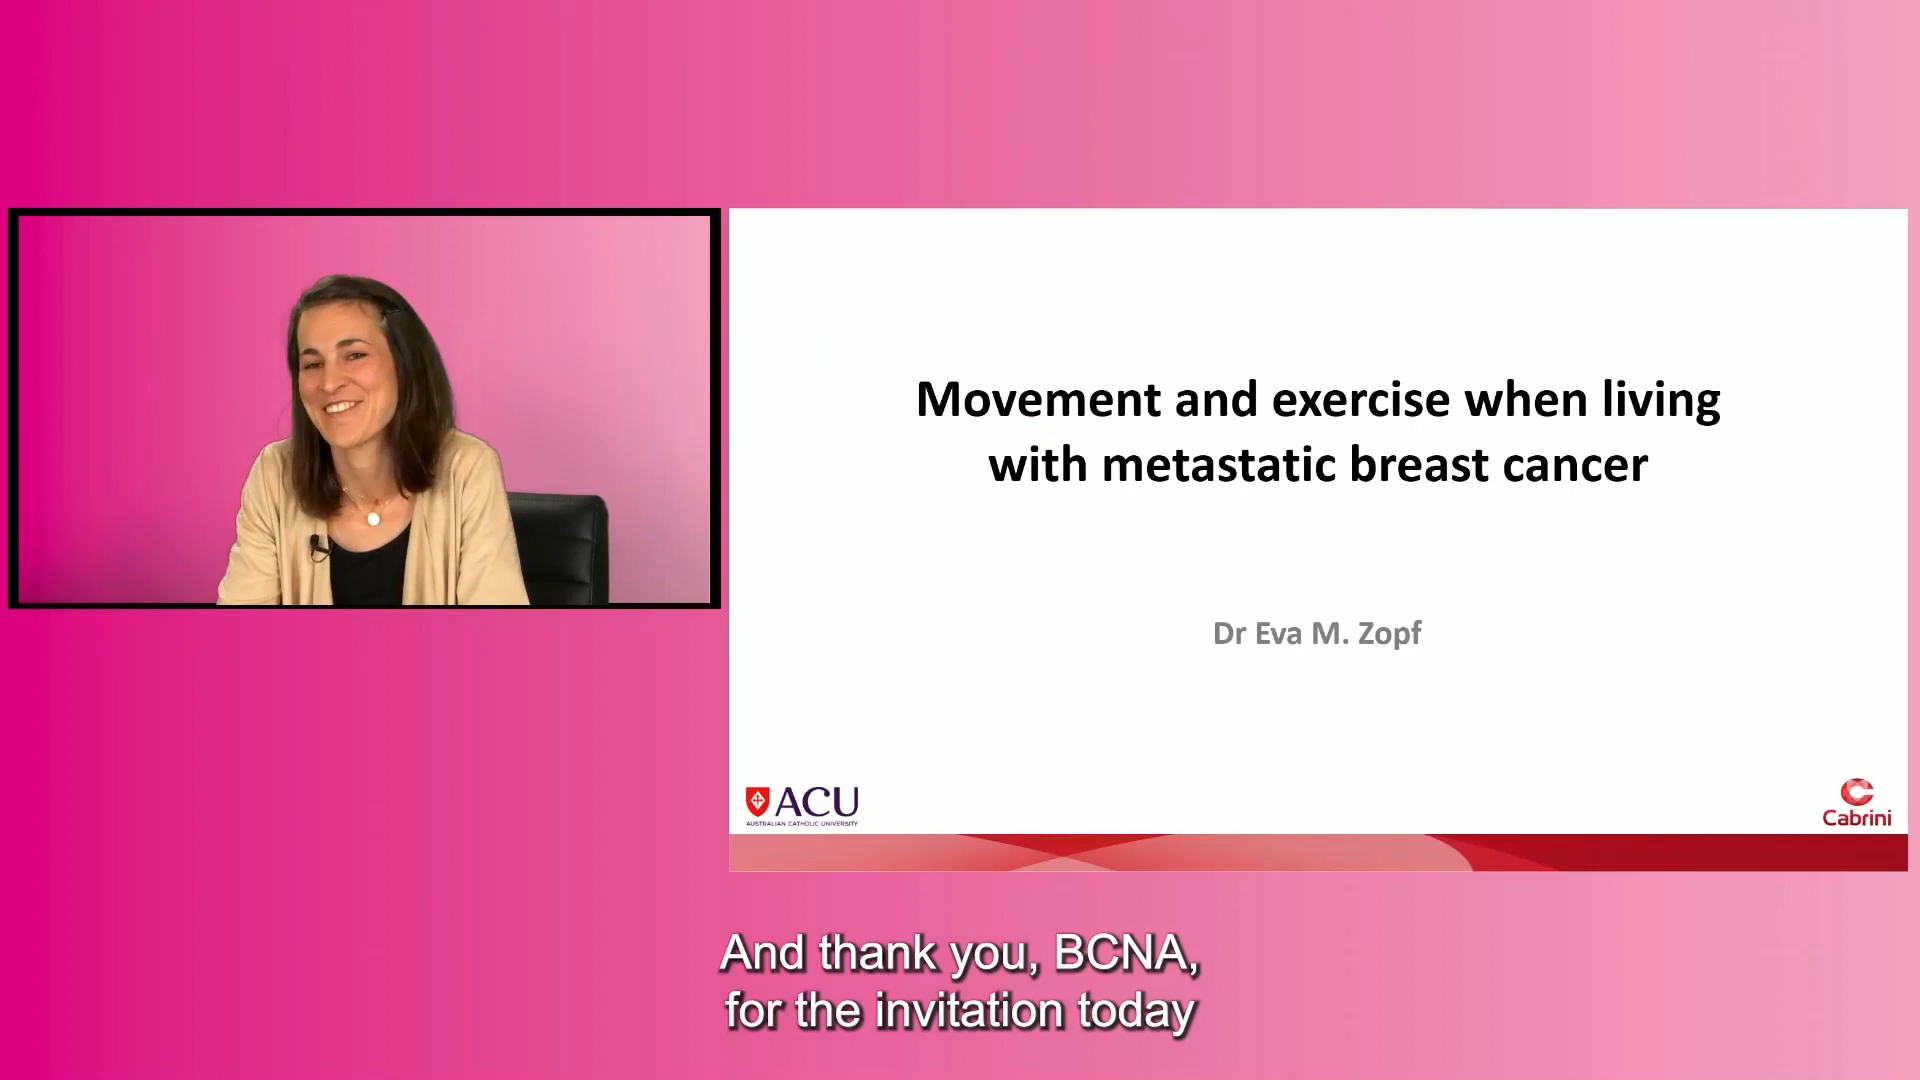 Movement and exercise when living
with metastatic breast cancer
Dr Eva M. Zopf
ACU
AUSTRALIAN CATHOLIC UNIVERSITY
Cabrini
And thank you, BCNA,
for the invitation today